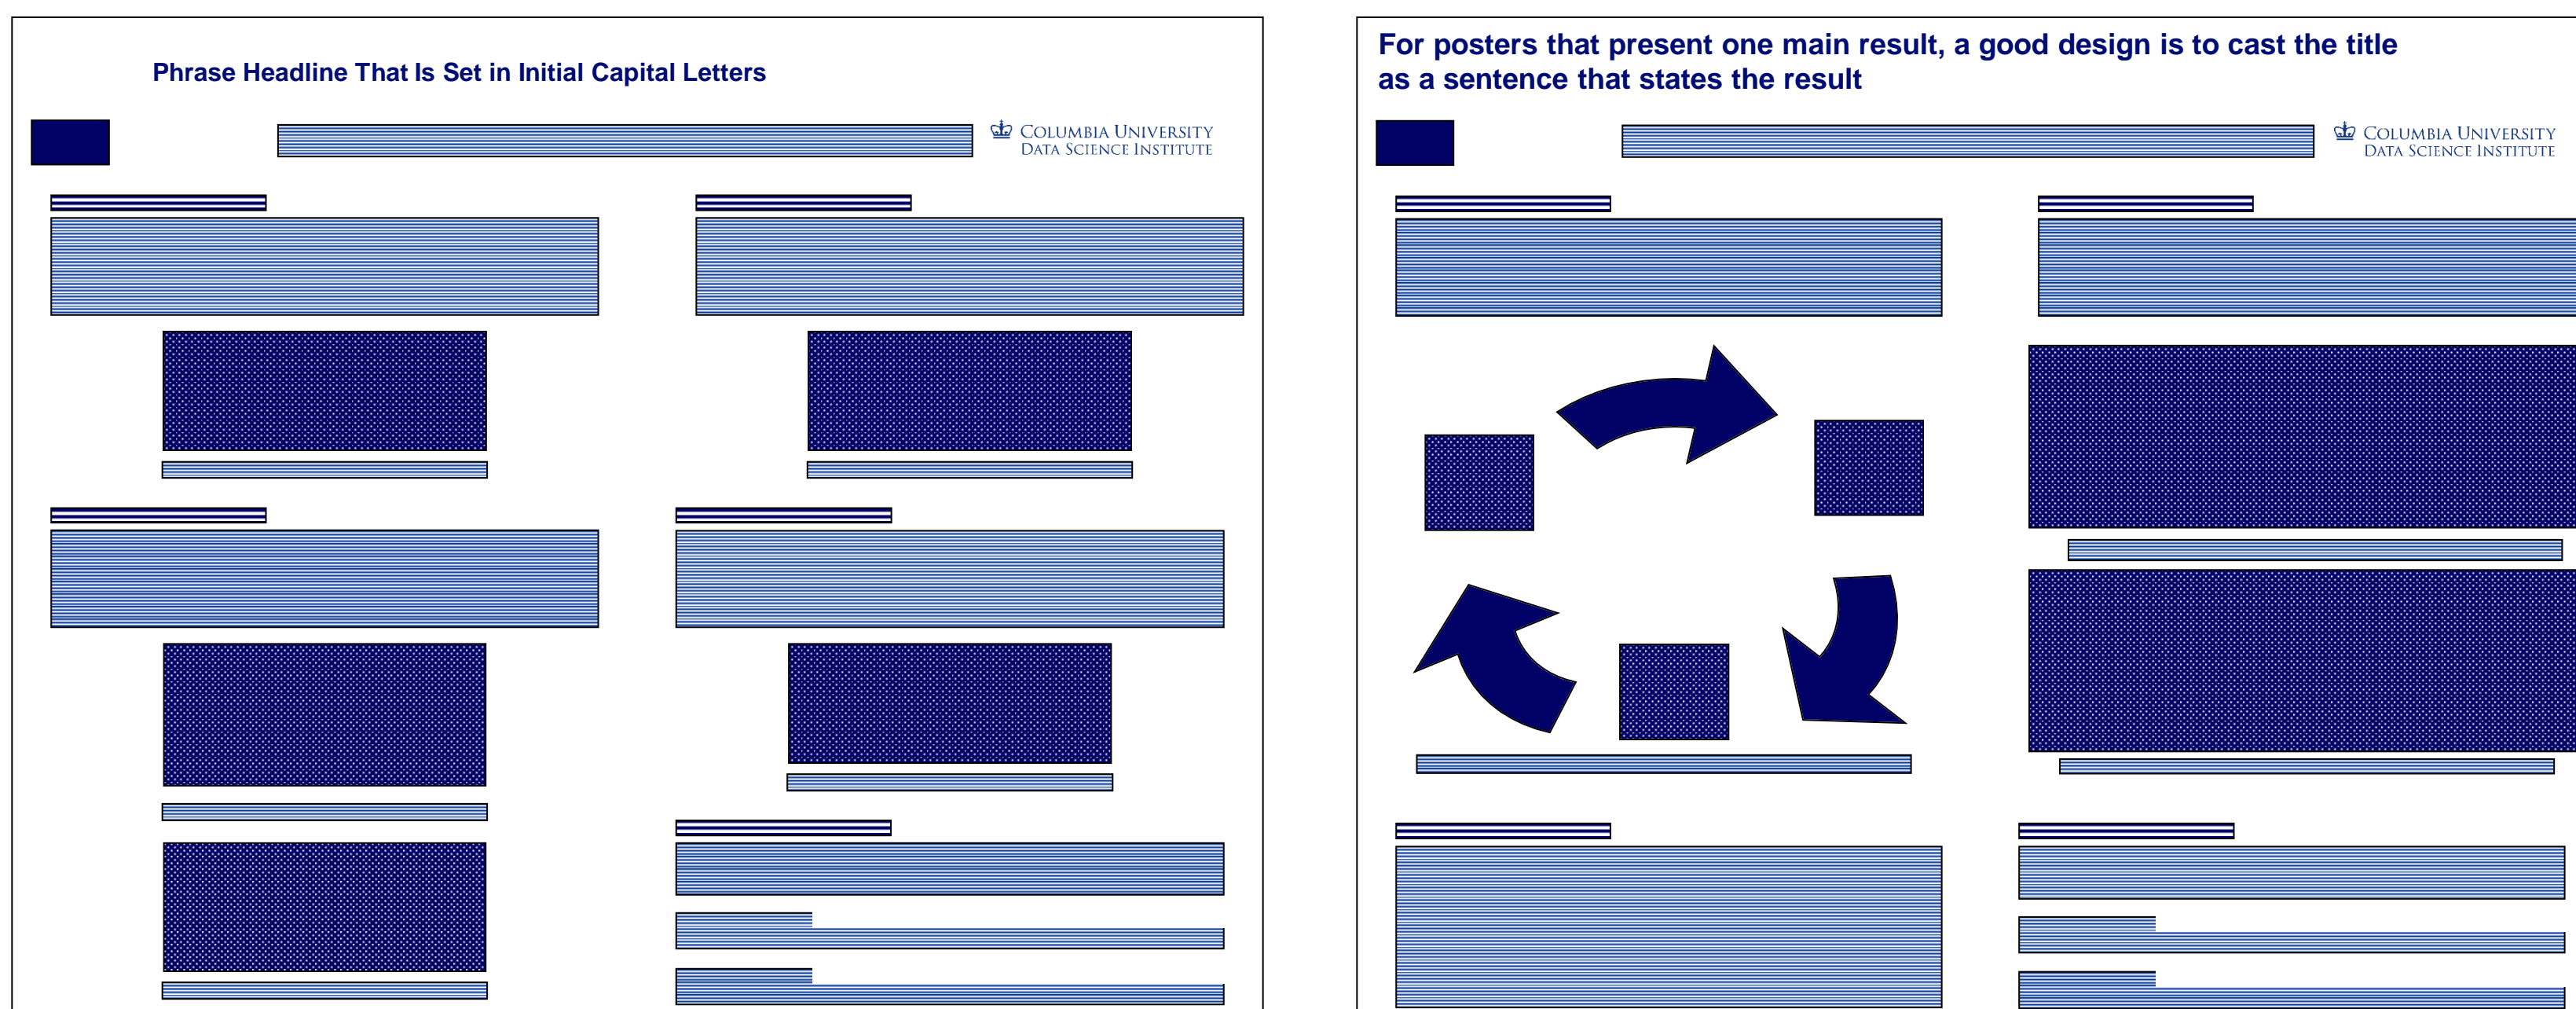 Phrase Headline That Is Set in Initial Capital Letters
COLUMBIA UNIVERSITY
DATA SCIENCE INSTITUTE
For posters that present one main result, a good design is to cast the title
as a sentence that states the result
COLUMBIA UNIVERSITY
DATA SCIENCE INSTITUTE